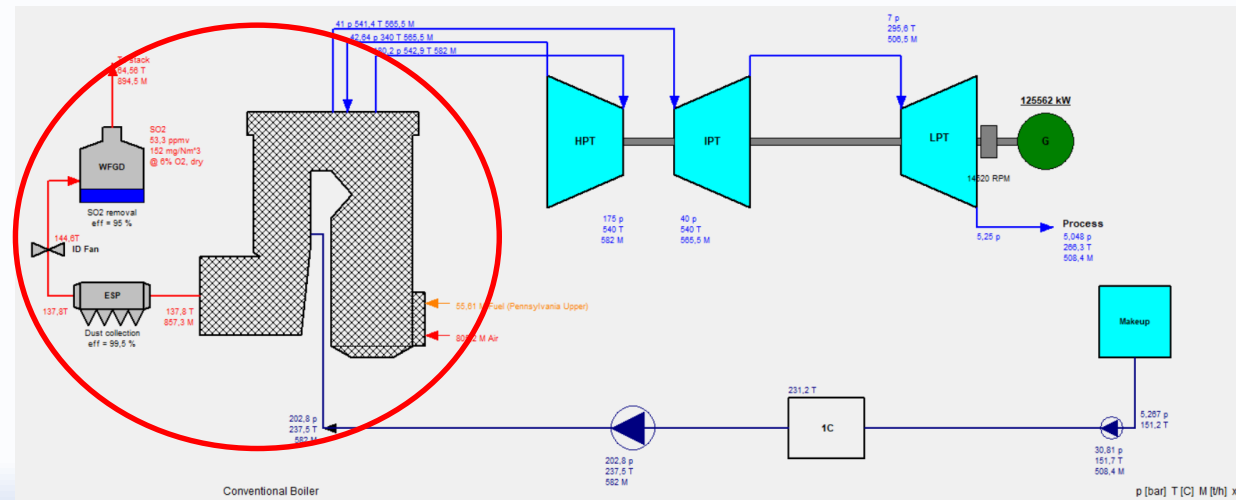 41 p 541,4 T 565,5 M
42,64 p 340 T 565,5 M
180,2 p 542,9 T 582 M
7 p
295,6 T
506,5 M
stack
64,56 T
894,5 M
SO2
53,3 ppmv
152 mg/Nm^3
@ 6% O2, dry
WFGD
SO2 removal
eff = 95 %
144,6T
ID Fan
ESP
137,8T
137,8 T
857,3 M
Dust collection
eff = 99,5 %
55,61 M Fuel (Pennsylvania Upper)
M Air
HPT
IPT
LPT
125562 kW
G
14520 RPM
175 p
540 T
582 M
40 p
540 T
565,5 M
5,25 p
Process
5,048 p
266,3 T
508,4 M
Makeup
5,267 p
151,2 T
30,81 p
151,7 T
508,4 M
231,2 T
1C
202,8 p
237,5 T
582 M
202,8 p
237,5 T
582 M
Conventional Boiler
p [bar] T [C] M [t/h]